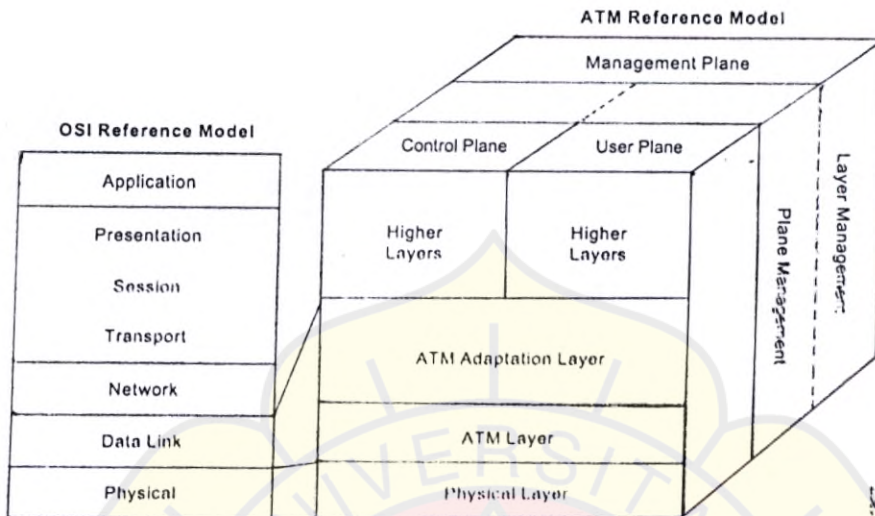 ATM Reference Model
Management Plane
OSI Reference Model
Control Plane
User Plane
Application
Presentation
Session
Transport
Network
Data Link
Physical
Higher
Layers
Higher
Layers
ATM Adaptation Layer
ATM Layer
Physical Layer
Plane Management
Layer Management
UNIVERSIT